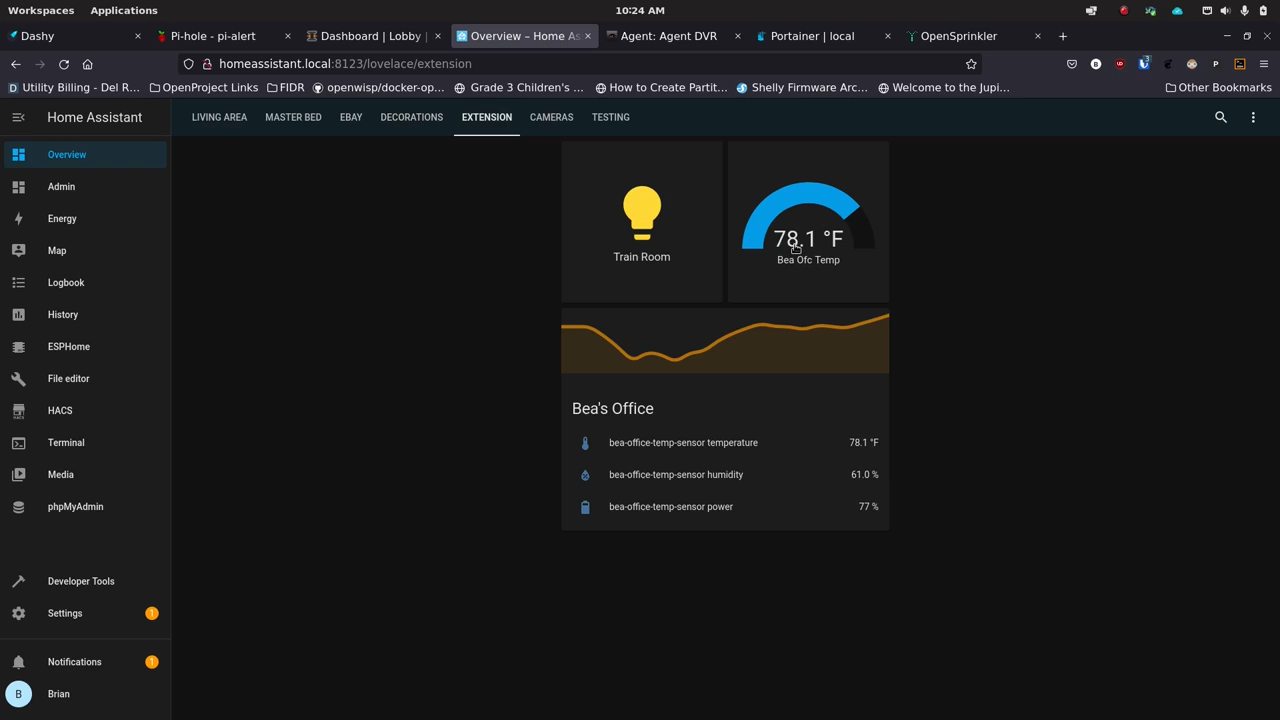 Workspaces Applications 10:24 AM
Dashy Pi-hole - pi-alert Dashboard | Lobby | Overview – Home As Agent: Agent DVR Portainer | local OpenSprinkler
homeassistant.local:8123/lovelace/extension
Utility Billing - Del R... OpenProject Links FIDR openwisp/docker-op... Grade 3 Children's ... How to Create Partit... Shelly Firmware Arc... Welcome to the Jupi... Other Bookmarks
Home Assistant LIVING AREA MASTER BED EBAY DECORATIONS EXTENSION CAMERAS TESTING
Overview
Admin
Energy
Map
Logbook
History
ESPHome
File editor
HACS
Terminal
Media
phpMyAdmin
Developer Tools
Settings 1
Notifications 1
B Brian
Train Room
78.1 °F
Bea Ofc Temp
Bea's Office
bea-office-temp-sensor temperature 78.1 °F
bea-office-temp-sensor humidity 61.0 %
bea-office-temp-sensor power 77 %